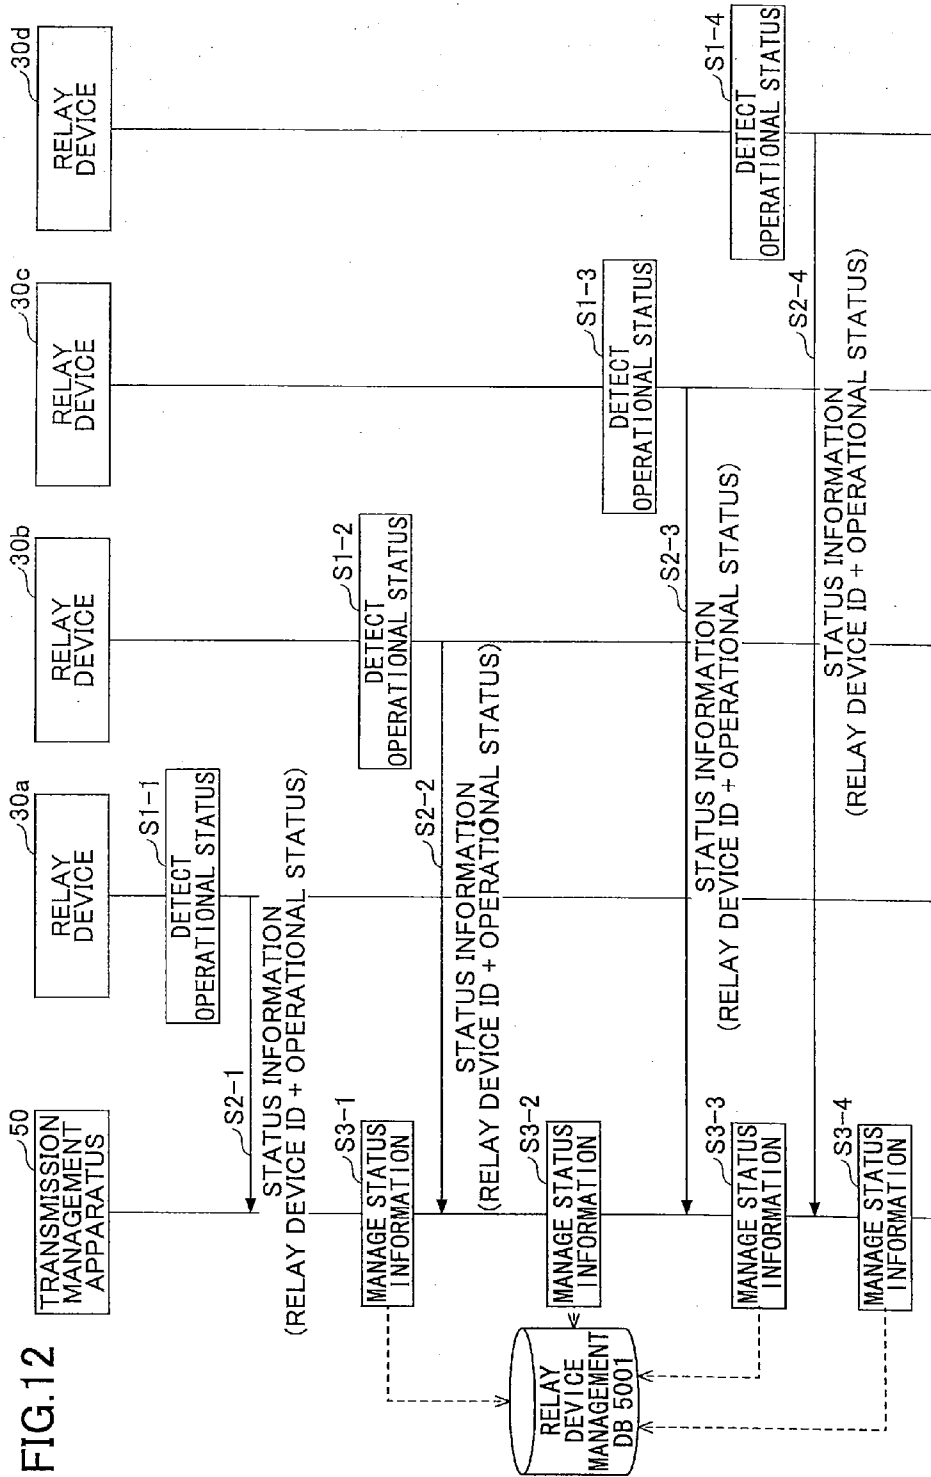 FIG.12
50
TRANSMISSION
MANAGEMENT
APPARATUS
30a
RELAY
DEVICE
30b
RELAY
DEVICE
30c
RELAY
DEVICE
30d
RELAY
DEVICE
S1-1
DETECT
OPERATIONAL STATUS
S2-1
STATUS INFORMATION
(RELAY DEVICE ID + OPERATIONAL STATUS)
S3-1
MANAGE STATUS
INFORMATION
S1-2
DETECT
OPERATIONAL STATUS
S2-2
STATUS INFORMATION
(RELAY DEVICE ID + OPERATIONAL STATUS)
S3-2
MANAGE STATUS
INFORMATION
S1-3
DETECT
OPERATIONAL STATUS
S2-3
STATUS INFORMATION
(RELAY DEVICE ID + OPERATIONAL STATUS)
S3-3
MANAGE STATUS
INFORMATION
S1-4
DETECT
OPERATIONAL STATUS
S2-4
STATUS INFORMATION
(RELAY DEVICE ID + OPERATIONAL STATUS)
S3-4
MANAGE STATUS
INFORMATION
RELAY
DEVICE
MANAGEMENT
DB 5001